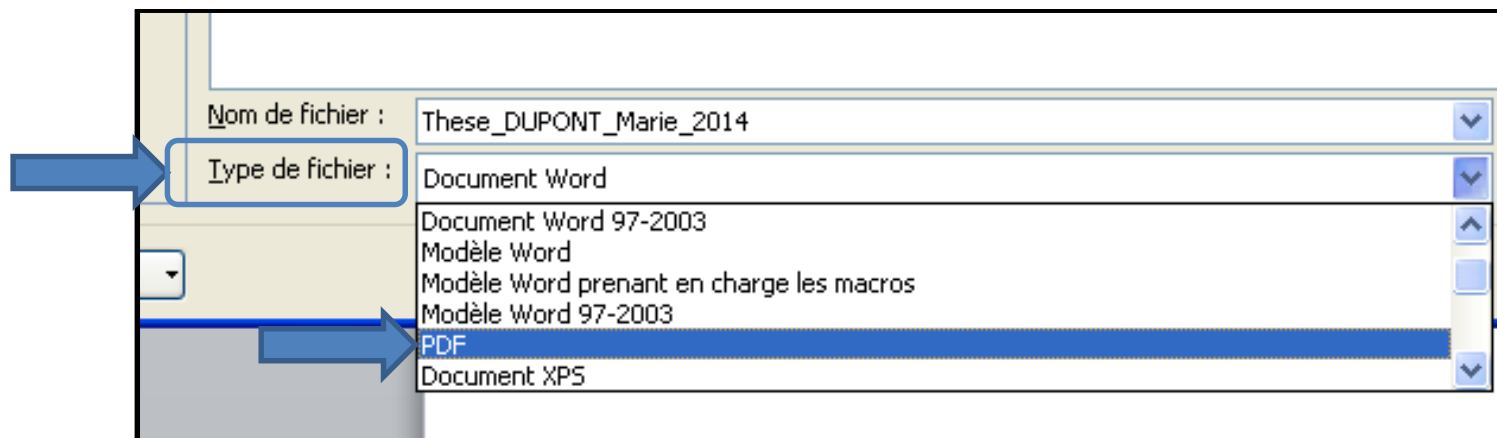 Nom de fichier :
These_DUPONT_Marie_2014
Type de fichier :
Document Word
Document Word 97-2003
Modèle Word
Modèle Word prenant en charge les macros
Modèle Word 97-2003
PDF
Document XPS